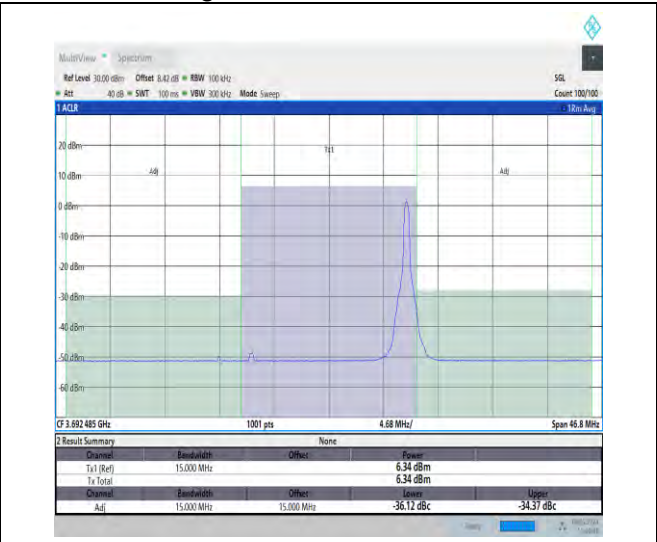 MultiView Spectrum
Ref Level 30.00 dBm Offset 8.42 dB RBW 100 kHz SGL
Att 40 dB SWT 100 ms VBW 300 kHz Mode Sweep Count 100/100
1 ACLR 1Rm Avg
Tx1
20 dBm
Adj Adj
10 dBm
0 dBm
-10 dBm
-20 dBm
-30 dBm
-40 dBm
-50 dBm
-60 dBm
CF 3.692 485 GHz 1001 pts 4.68 MHz/ Span 46.8 MHz
2 Result Summary None
Channel Bandwidth Offset Power
Tx1 (Ref) 15.000 MHz 6.34 dBm
Tx Total 6.34 dBm
Channel Bandwidth Offset Lower Upper
Adj 15.000 MHz 15.000 MHz -36.12 dBc -34.37 dBc